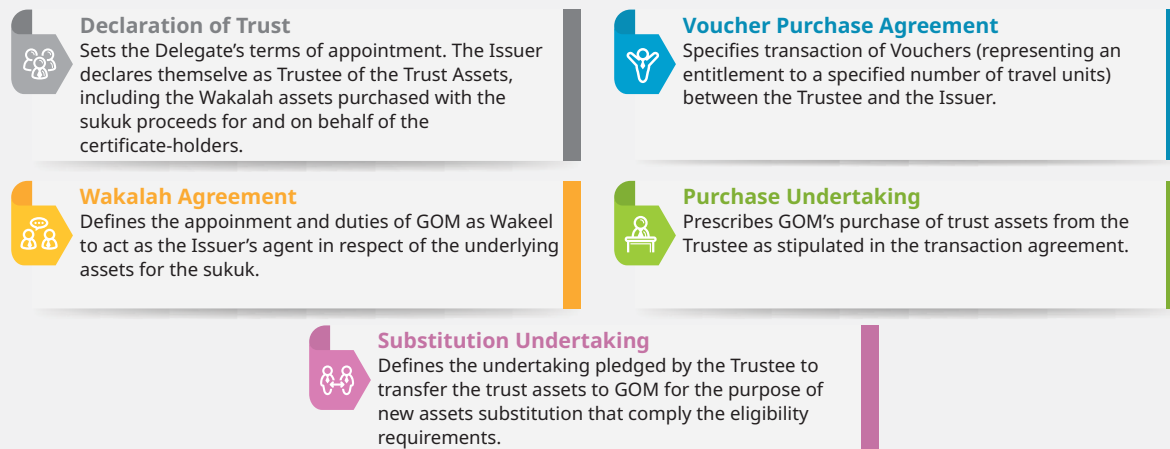 Declaration of Trust
Sets the Delegate's terms of appointment. The Issuer
declares themselve as Trustee of the Trust Assets,
including the Wakalah assets purchased with the
sukuk proceeds for and on behalf of the
certificate-holders.
Voucher Purchase Agreement
Specifies transaction of Vouchers (representing an
entitlement to a specified number of travel units)
between the Trustee and the Issuer.
Wakalah Agreement
Defines the appoinment and duties of GOM as Wakeel
to act as the Issuer's agent in respect of the underlying
assets for the sukuk.
Purchase Undertaking
Prescribes GOM's purchase of trust assets from the
Trustee as stipulated in the transaction agreement.
Substitution Undertaking
Defines the undertaking pledged by the Trustee to
transfer the trust assets to GOM for the purpose of
new assets substitution that comply the eligibility
requirements.